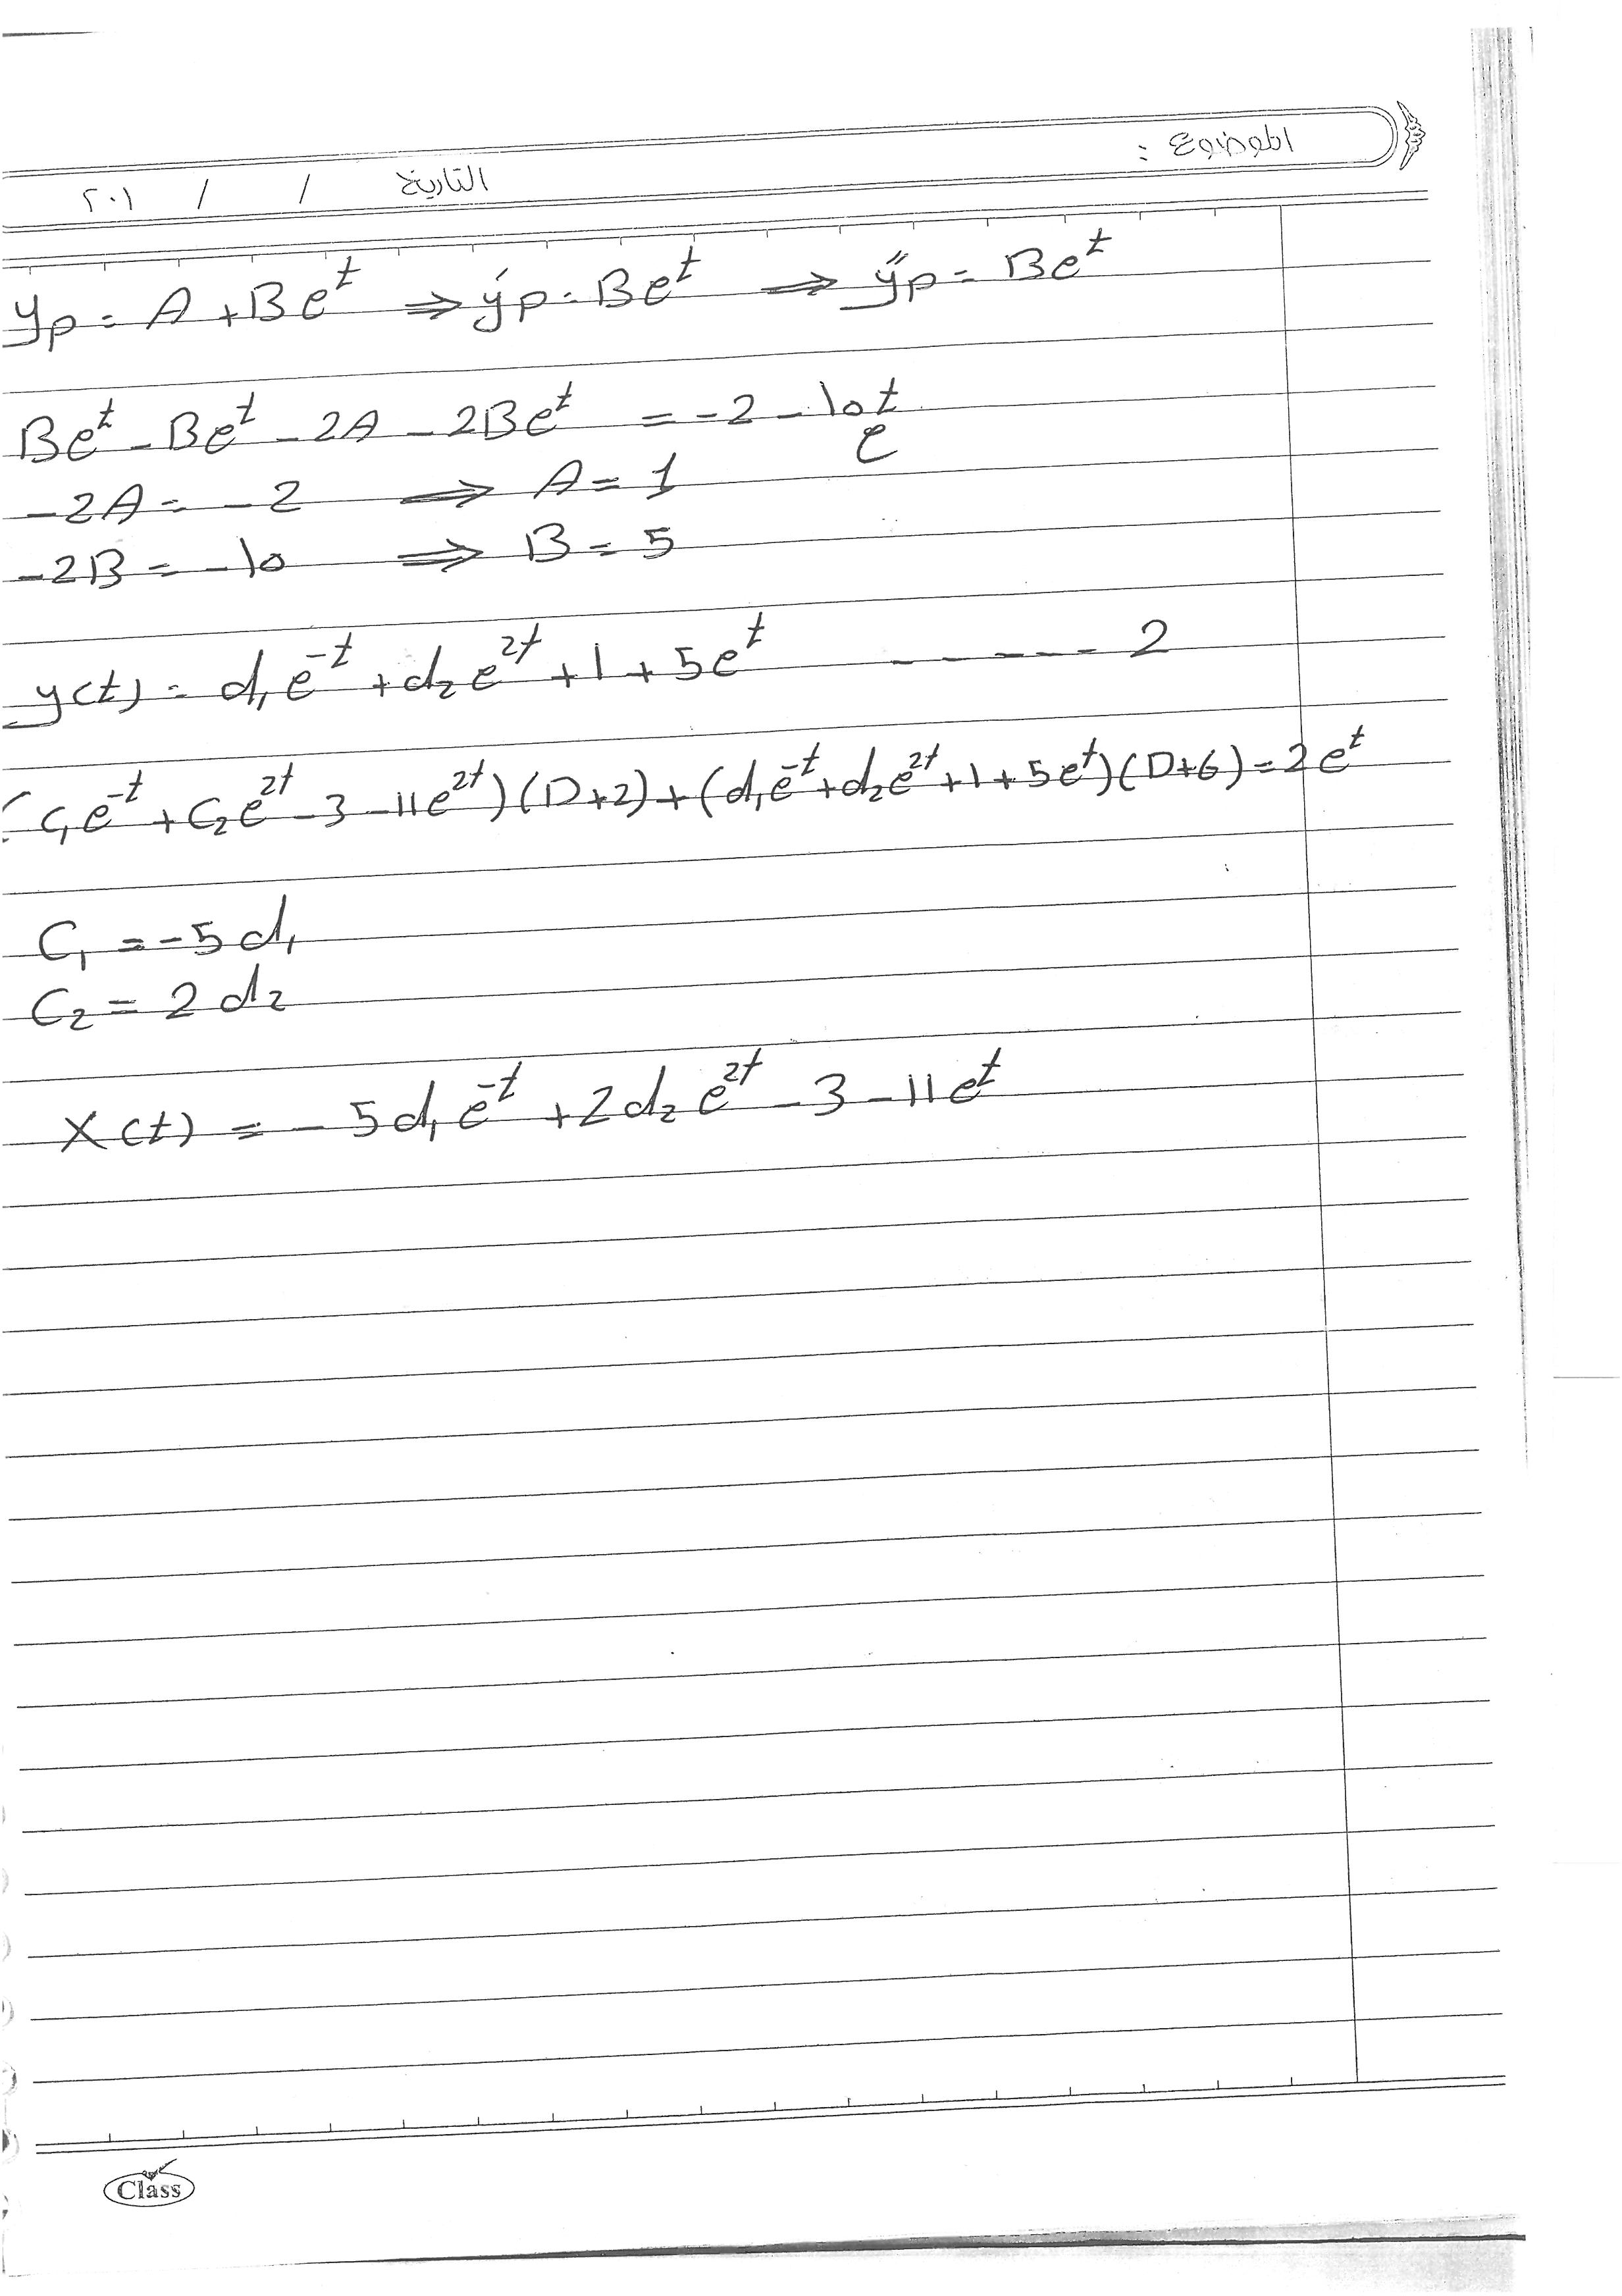 الموضوع :
التاريخ / / ٢٠١
yp = A + Be^t ⇒ ýp = Be^t ⇒ y̋p = Be^t
Be^t - Be^t - 2A - 2Be^t = -2 - 10e^t
-2A = -2 ⇒ A = 1
-2B = -10 ⇒ B = 5
y(t) = d₁e^-t + d₂e^2t + 1 + 5e^t ------ 2
(c₁e^-t + c₂e^2t - 3 - 11e^2t)(D+2) + (d₁e^-t + d₂e^2t + 1 + 5e^t)(D+6) = 2e^t
C₁ = -5d₁
C₂ = 2d₂
X(t) = -5d₁e^-t + 2d₂e^2t - 3 - 11e^t
Class